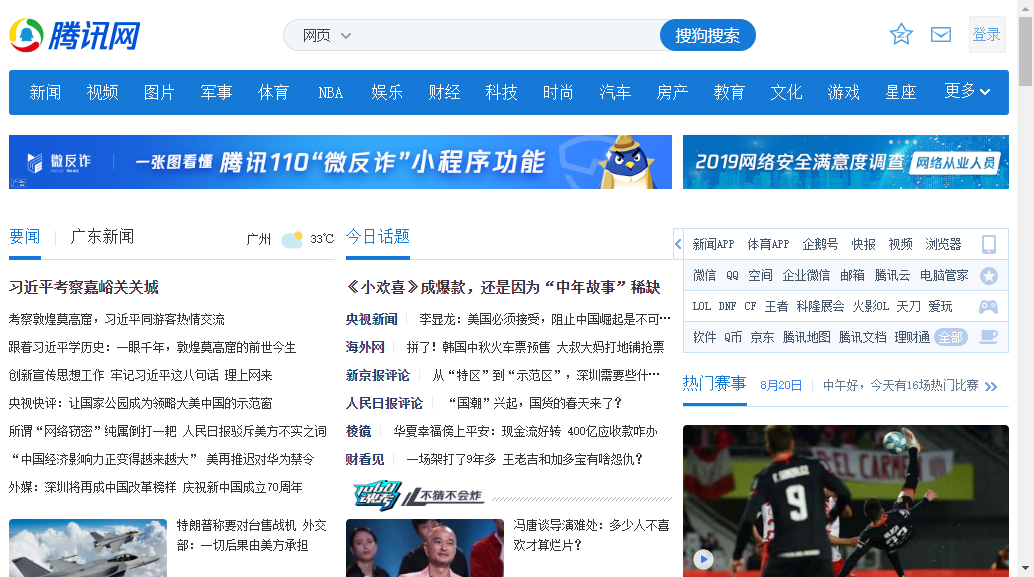 腾讯网
网页
搜狗搜索
登录
新闻 视频 图片 军事 体育 NBA 娱乐 财经 科技 时尚 汽车 房产 教育 文化 游戏 星座 更多
微反诈 一张图看懂 腾讯110“微反诈”小程序功能
广告
2019网络安全满意度调查 网络从业人员
要闻 广东新闻 广州 33℃
习近平考察嘉峪关关城
考察敦煌莫高窟，习近平同游客热情交流
跟着习近平学历史：一眼千年，敦煌莫高窟的前世今生
创新宣传思想工作 牢记习近平这八句话 理上网来
央视快评：让国家公园成为领略大美中国的示范窗
所谓“网络窃密”纯属倒打一耙 人民日报驳斥美方不实之词
“中国经济影响力正变得越来越大” 美再推迟对华为禁令
外媒：深圳将再成中国改革榜样 庆祝新中国成立70周年
特朗普称要对台售战机 外交
部：一切后果由美方承担
今日话题
《小欢喜》成爆款，还是因为“中年故事”稀缺
央视新闻 李显龙：美国必须接受，阻止中国崛起是不可…
海外网 拼了！韩国中秋火车票预售 大叔大妈打地铺抢票
新京报评论 从“特区”到“示范区”，深圳需要些什…
人民日报评论 “国潮”兴起，国货的春天来了？
棱镜 华夏幸福傍上平安：现金流好转 400亿应收款咋办
财看见 一场架打了9年多 王老吉和加多宝有啥怨仇？
不猜不会炸
冯唐谈导演难处：多少人不喜
欢才算烂片？
新闻APP 体育APP 企鹅号 快报 视频 浏览器
微信 QQ 空间 企业微信 邮箱 腾讯云 电脑管家
LOL DNF CF 王者 科隆展会 火影OL 天刀 爱玩
软件 Q币 京东 腾讯地图 腾讯文档 理财通 全部
热门赛事 8月20日 中午好，今天有16场热门比赛
9